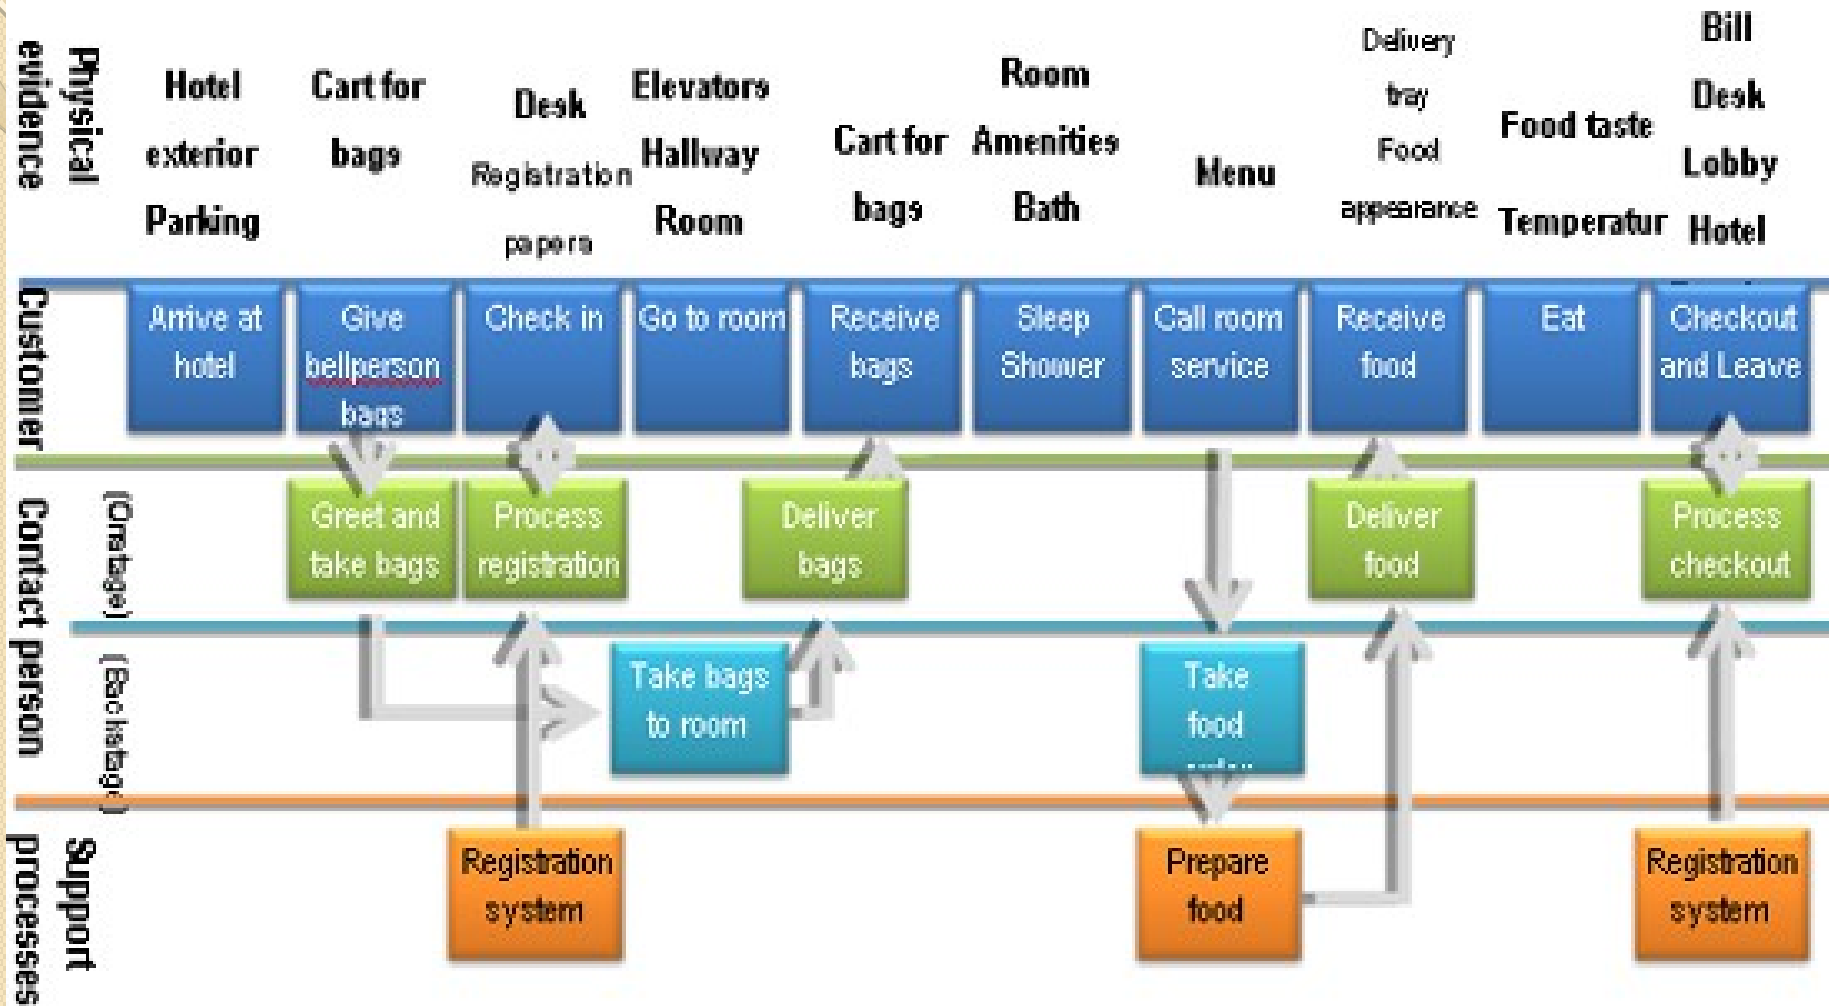 Physical
evidence
Hotel
exterior
Parking
Cart for
bags
Desk
Registration
papers
Elevators
Hallway
Room
Cart for
bags
Room
Amenities
Bath
Menu
Delivery
tray
Food
appearance
Food taste
Temperatur
Bill
Desk
Lobby
Hotel
Customer
Arrive at
hotel
Give
bellperson
bags
Check in
Go to room
Receive
bags
Sleep
Shower
Call room
service
Receive
food
Eat
Checkout
and Leave
Contact person
(Onstage)
Greet and
take bags
Process
registration
Deliver
bags
Deliver
food
Process
checkout
(Backstage)
Take bags
to room
Take
food
Support
processes
Registration
system
Prepare
food
Registration
system